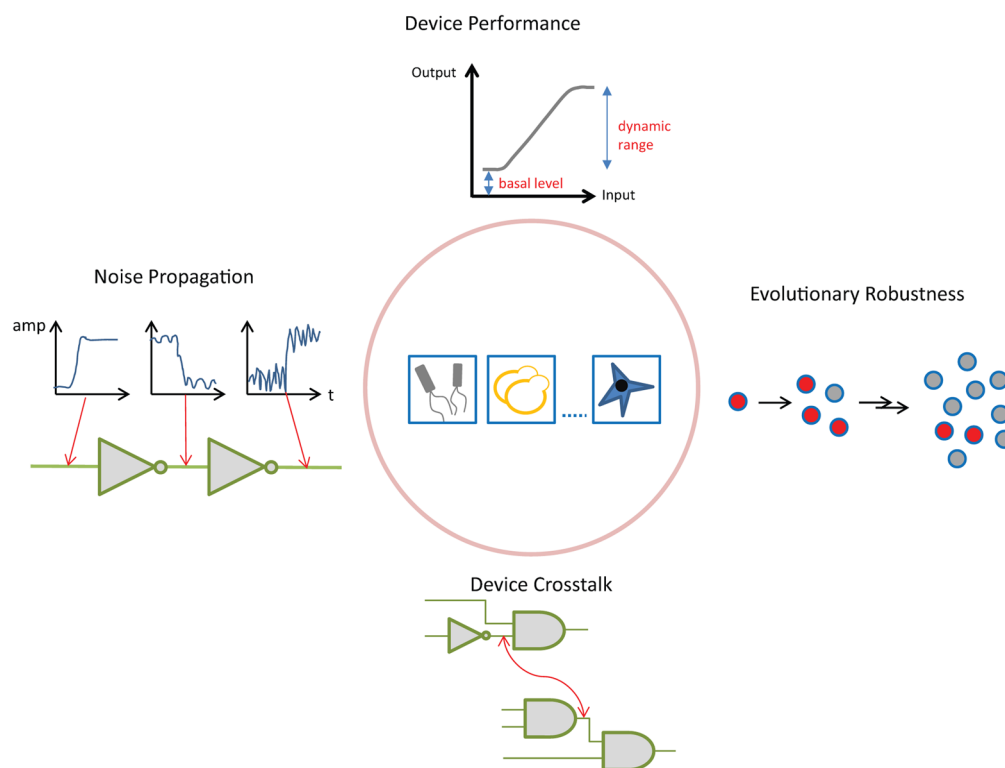 Device Performance
Output
dynamic
range
basal level
Input
Noise Propagation
amp
t
Evolutionary Robustness
Device Crosstalk